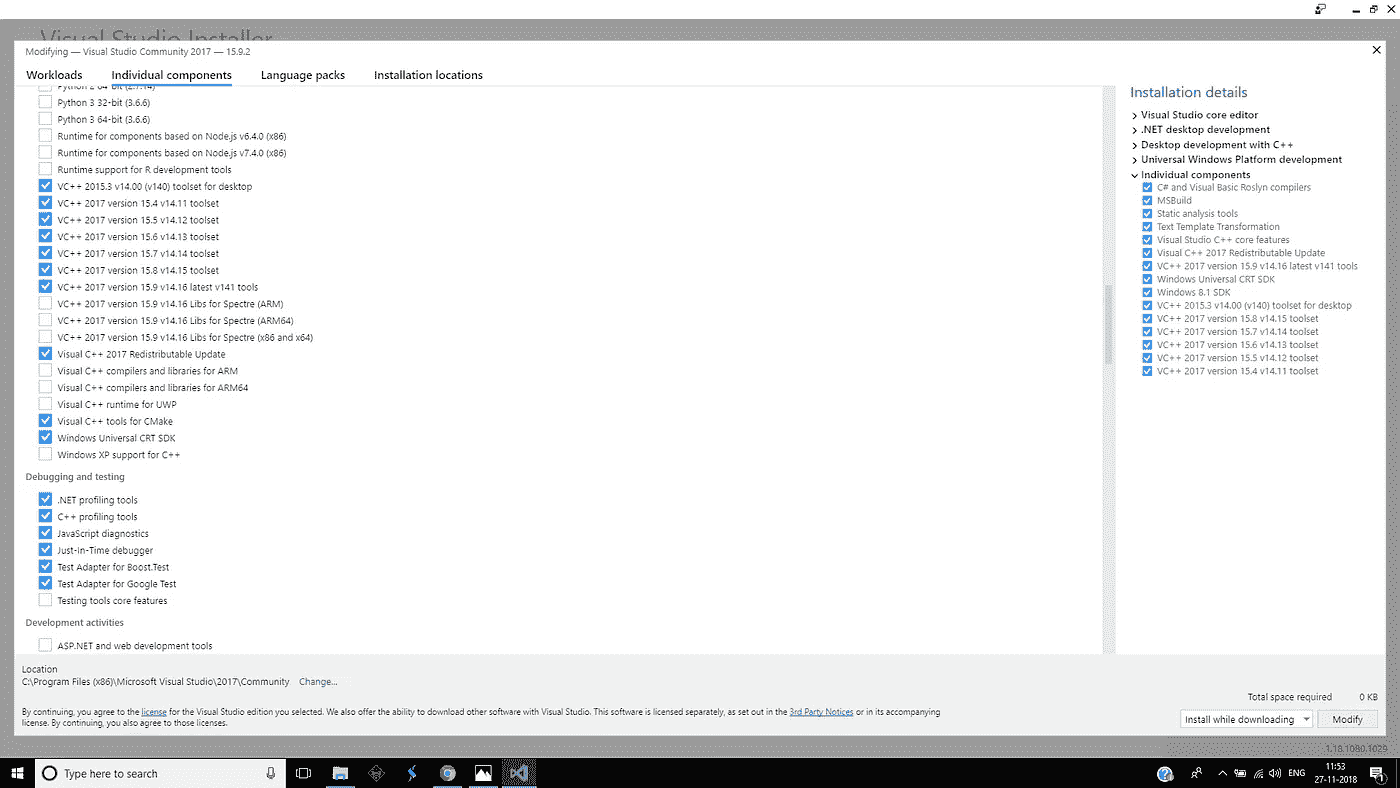 Visual Studio Installer
Modifying — Visual Studio Community 2017 — 15.9.2
Workloads
Individual components
Language packs
Installation locations
Python 2 64-bit (2.7.14)
Python 3 32-bit (3.6.6)
Python 3 64-bit (3.6.6)
Runtime for components based on Node.js v6.4.0 (x86)
Runtime for components based on Node.js v7.4.0 (x86)
Runtime support for R development tools
VC++ 2015.3 v14.00 (v140) toolset for desktop
VC++ 2017 version 15.4 v14.11 toolset
VC++ 2017 version 15.5 v14.12 toolset
VC++ 2017 version 15.6 v14.13 toolset
VC++ 2017 version 15.7 v14.14 toolset
VC++ 2017 version 15.8 v14.15 toolset
VC++ 2017 version 15.9 v14.16 latest v141 tools
VC++ 2017 version 15.9 v14.16 Libs for Spectre (ARM)
VC++ 2017 version 15.9 v14.16 Libs for Spectre (ARM64)
VC++ 2017 version 15.9 v14.16 Libs for Spectre (x86 and x64)
Visual C++ 2017 Redistributable Update
Visual C++ compilers and libraries for ARM
Visual C++ compilers and libraries for ARM64
Visual C++ runtime for UWP
Visual C++ tools for CMake
Windows Universal CRT SDK
Windows XP support for C++
Debugging and testing
.NET profiling tools
C++ profiling tools
JavaScript diagnostics
Just-In-Time debugger
Test Adapter for Boost.Test
Test Adapter for Google Test
Testing tools core features
Development activities
ASP.NET and web development tools
Installation details
Visual Studio core editor
.NET desktop development
Desktop development with C++
Universal Windows Platform development
Individual components
C# and Visual Basic Roslyn compilers
MSBuild
Static analysis tools
Text Template Transformation
Visual Studio C++ core features
Visual C++ 2017 Redistributable Update
VC++ 2017 version 15.9 v14.16 latest v141 tools
Windows Universal CRT SDK
Windows 8.1 SDK
VC++ 2015.3 v14.00 (v140) toolset for desktop
VC++ 2017 version 15.8 v14.15 toolset
VC++ 2017 version 15.7 v14.14 toolset
VC++ 2017 version 15.6 v14.13 toolset
VC++ 2017 version 15.5 v14.12 toolset
VC++ 2017 version 15.4 v14.11 toolset
Location
C:\Program Files (x86)\Microsoft Visual Studio\2017\Community Change...
Total space required 0 KB
By continuing, you agree to the license for the Visual Studio edition you selected. We also offer the ability to download other software with Visual Studio. This software is licensed separately, as set out in the 3rd Party Notices or in its accompanying
license. By continuing, you also agree to those licenses.
Install while downloading
Modify
1.18.1080.1029
Type here to search
ENG
11:53
27-11-2018
1